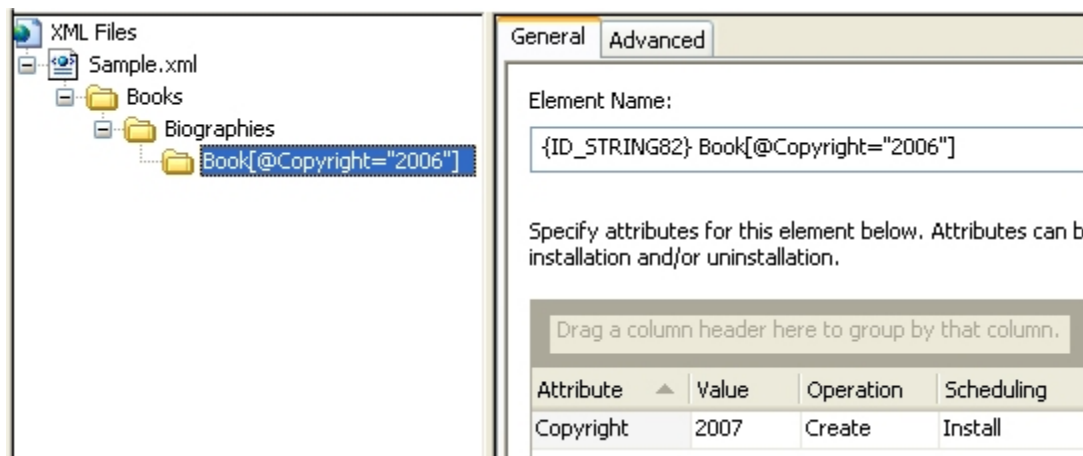 XML Files
Sample.xml
Books
Biographies
Book[@Copyright="2006"]
General
Advanced
Element Name:
{ID_STRING82} Book[@Copyright="2006"]
Specify attributes for this element below. Attributes can b
installation and/or uninstallation.
Drag a column header here to group by that column.
Attribute Value Operation Scheduling
Copyright 2007 Create Install